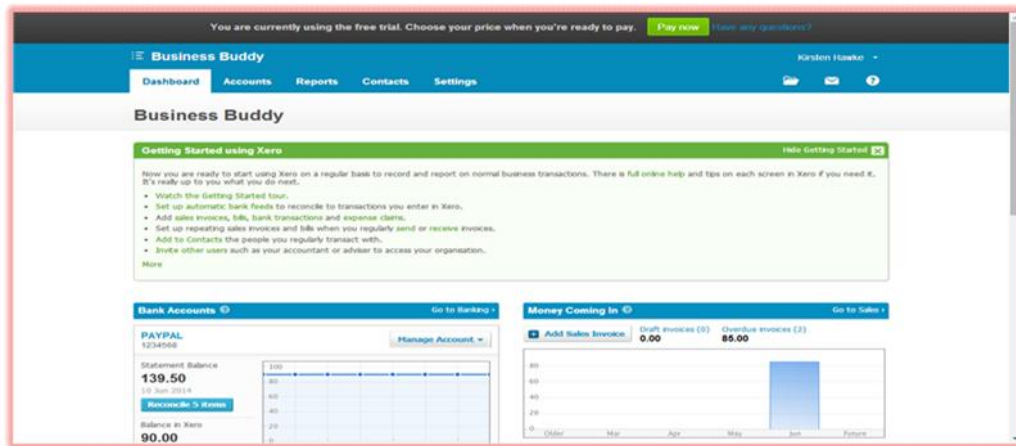 You are currently using the free trial. Choose your price when you're ready to pay. Pay now Have any questions?
Business Buddy
Kirsten Hawke
Dashboard Accounts Reports Contacts Settings
Business Buddy
Getting Started using Xero
Hide Getting Started
Now you are ready to start using Xero on a regular basis to record and report on normal business transactions. There is full online help and tips on each screen in Xero if you need it.
It's really up to you what you do next.
• Watch the Getting Started tour.
• Set up automatic bank feeds to reconcile to transactions you enter in Xero.
• Add sales invoices, bills, bank transactions and expense claims.
• Set up repeating sales invoices and bills when you regularly send or receive invoices.
• Add to Contacts the people you regularly transact with.
• Invite other users such as your accountant or adviser to access your organisation.
More
Bank Accounts
Go to Banking ›
PAYPAL
1234568
Manage Account
Statement Balance
139.50
10 Jun 2014
Reconcile 5 items
Balance in Xero
90.00
100
80
60
40
20
0
Money Coming In
Go to Sales ›
Add Sales Invoice
Draft invoices (0)
0.00
Overdue invoices (2)
85.00
80
60
40
20
0
Older Mar Apr May Jun Future